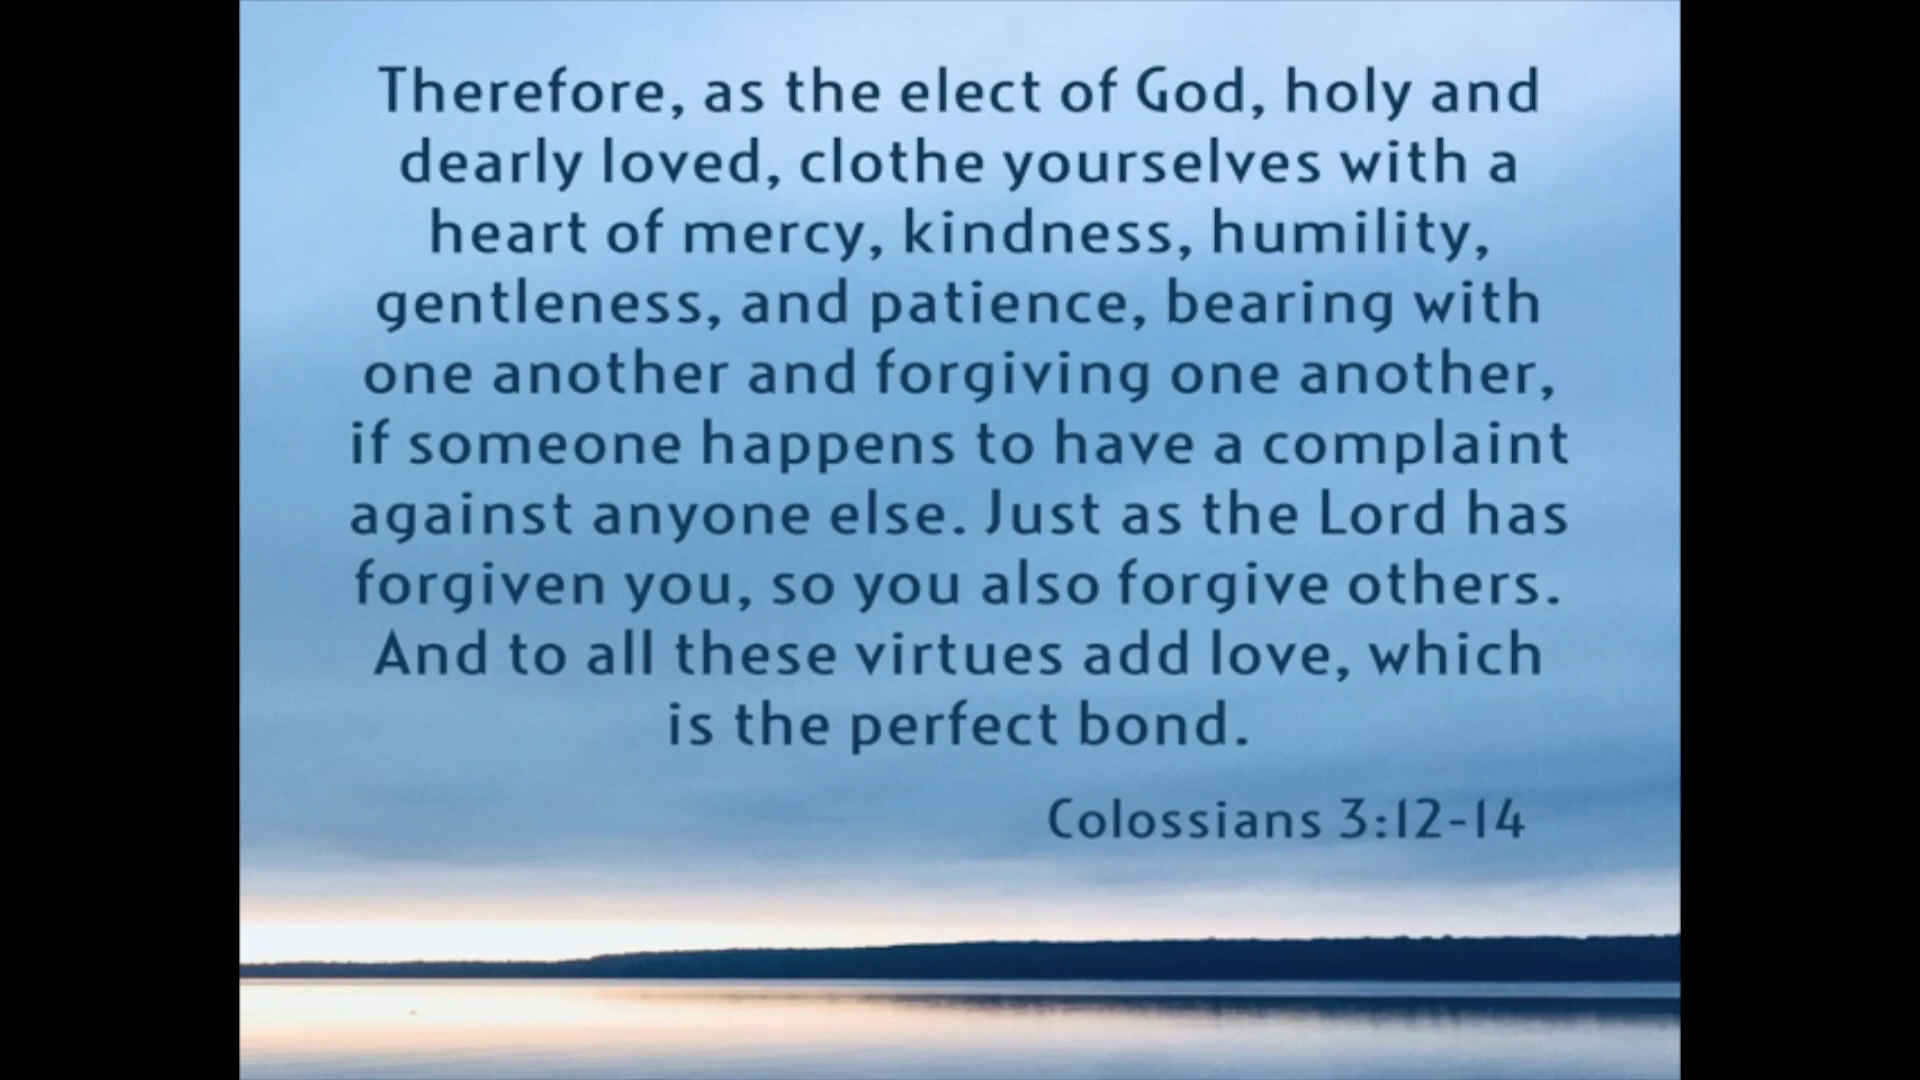 Therefore, as the elect of God, holy and
dearly loved, clothe yourselves with a
heart of mercy, kindness, humility,
gentleness, and patience, bearing with
one another and forgiving one another,
if someone happens to have a complaint
against anyone else. Just as the Lord has
forgiven you, so you also forgive others.
And to all these virtues add love, which
is the perfect bond.
Colossians 3:12-14